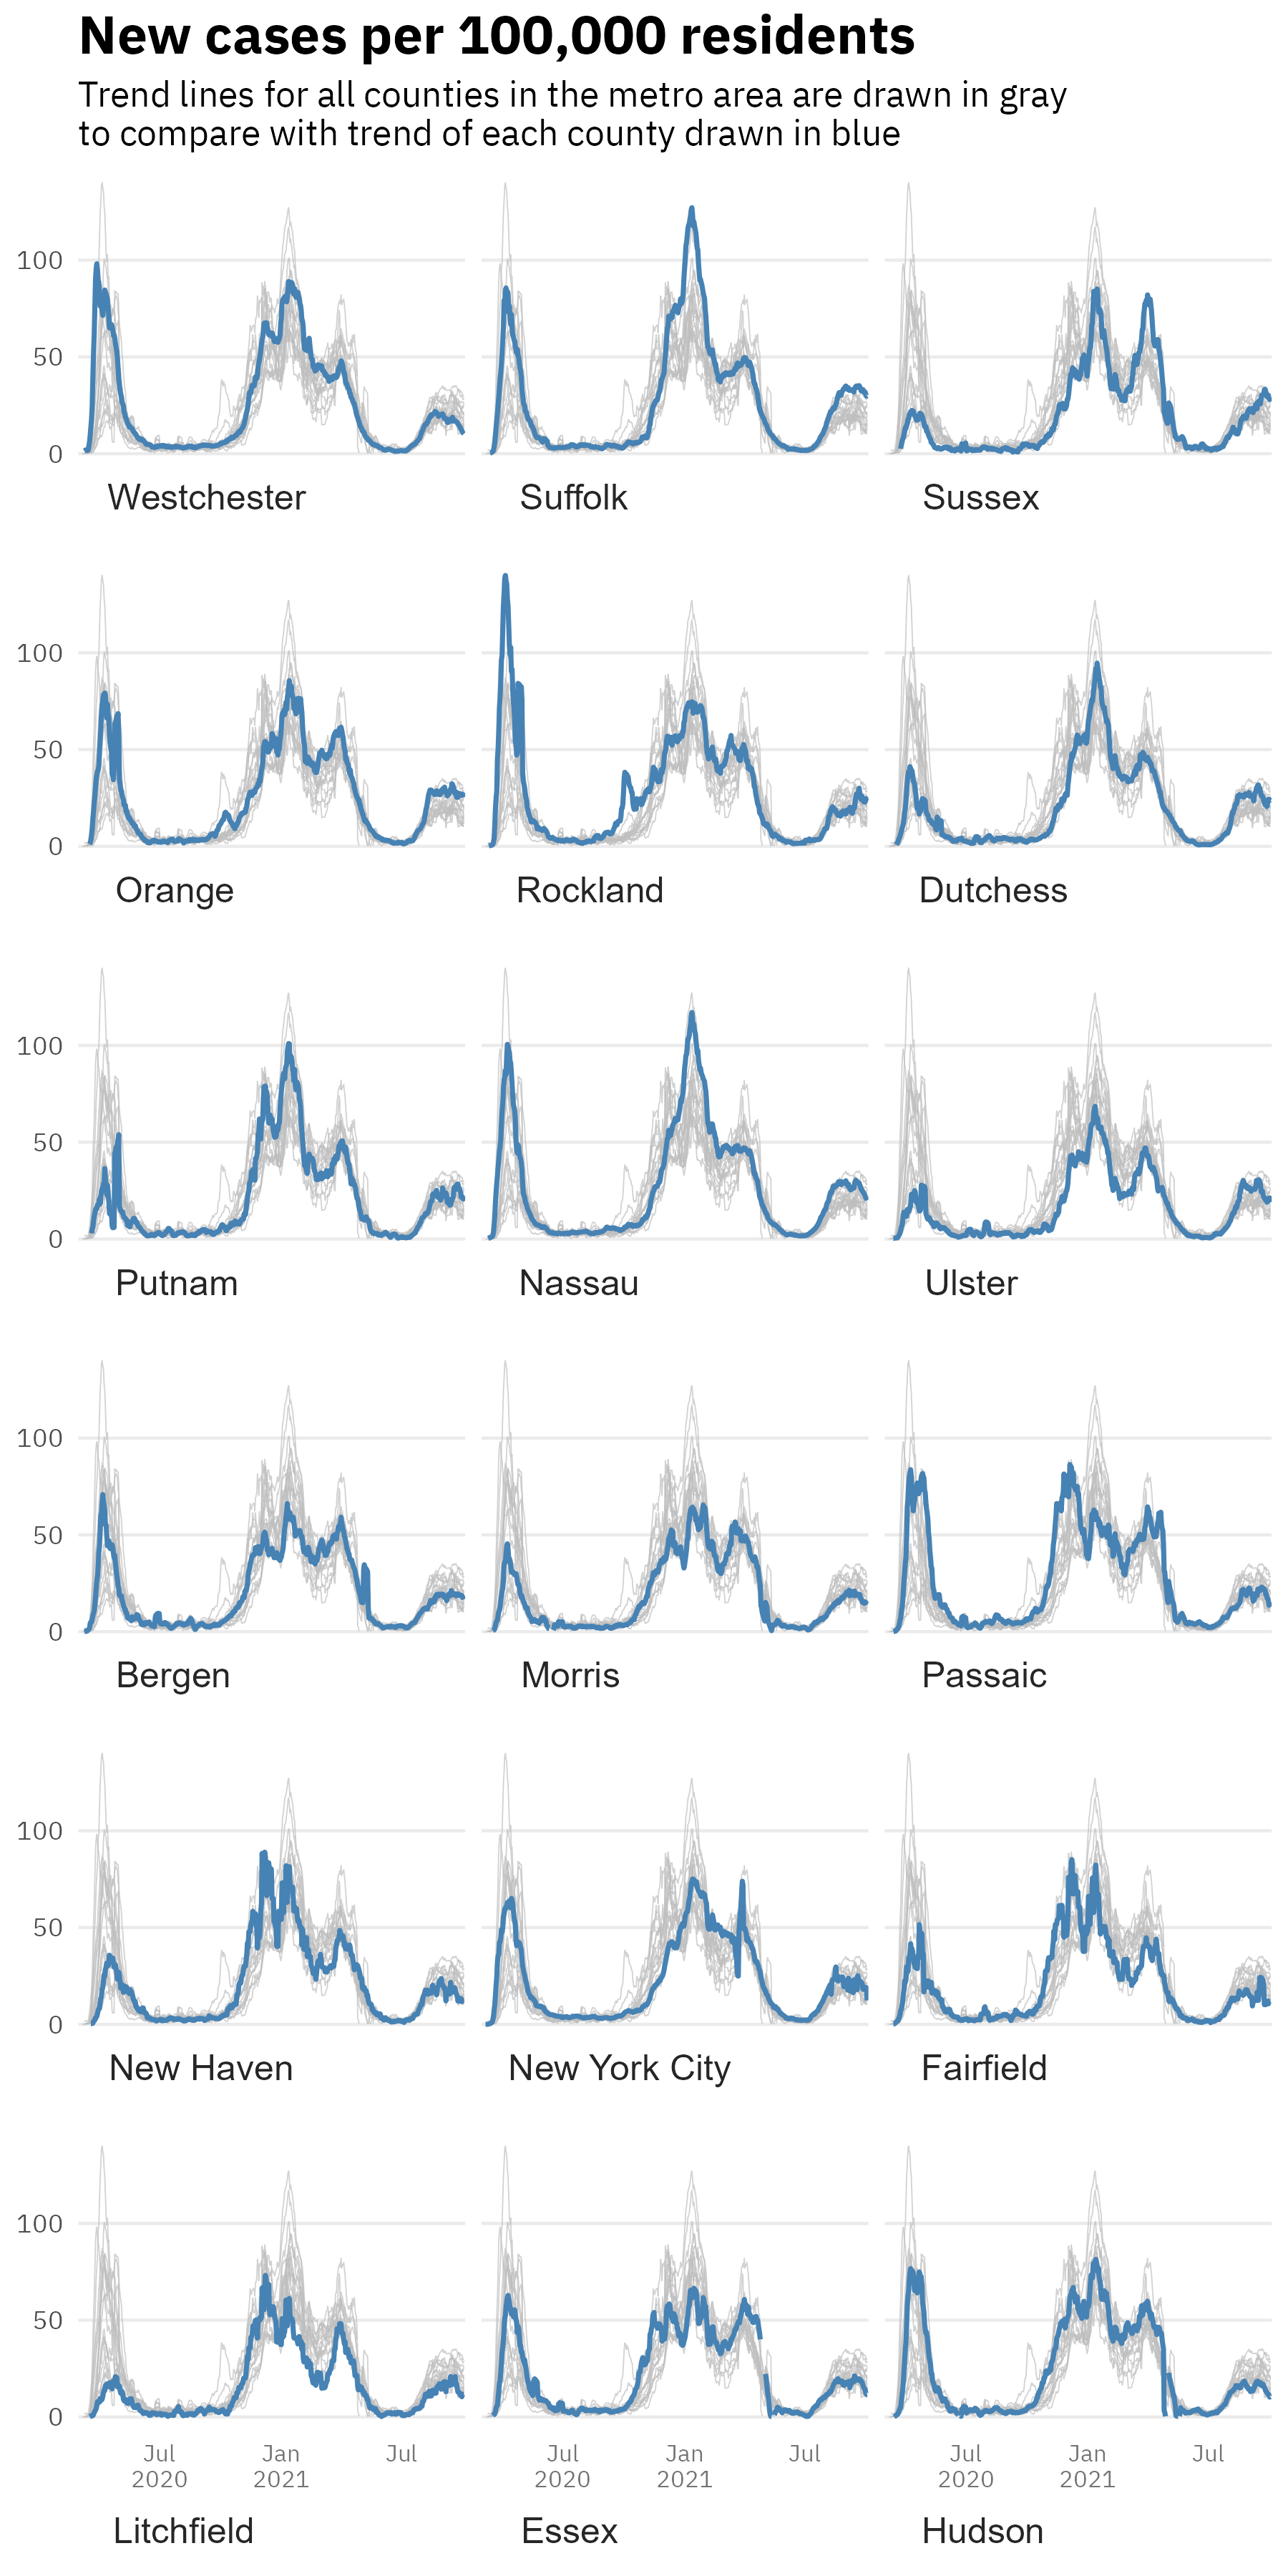 New cases per 100,000 residents
Trend lines for all counties in the metro area are drawn in gray
to compare with trend of each county drawn in blue
100
50
0
Westchester Suffolk Sussex
100
50
0
Orange Rockland Dutchess
100
50
0
Putnam Nassau Ulster
100
50
0
Bergen Morris Passaic
100
50
0
New Haven New York City Fairfield
100
50
0
Jul Jan Jul Jul Jan Jul Jul Jan Jul
2020 2021 2020 2021 2020 2021
Litchfield Essex Hudson